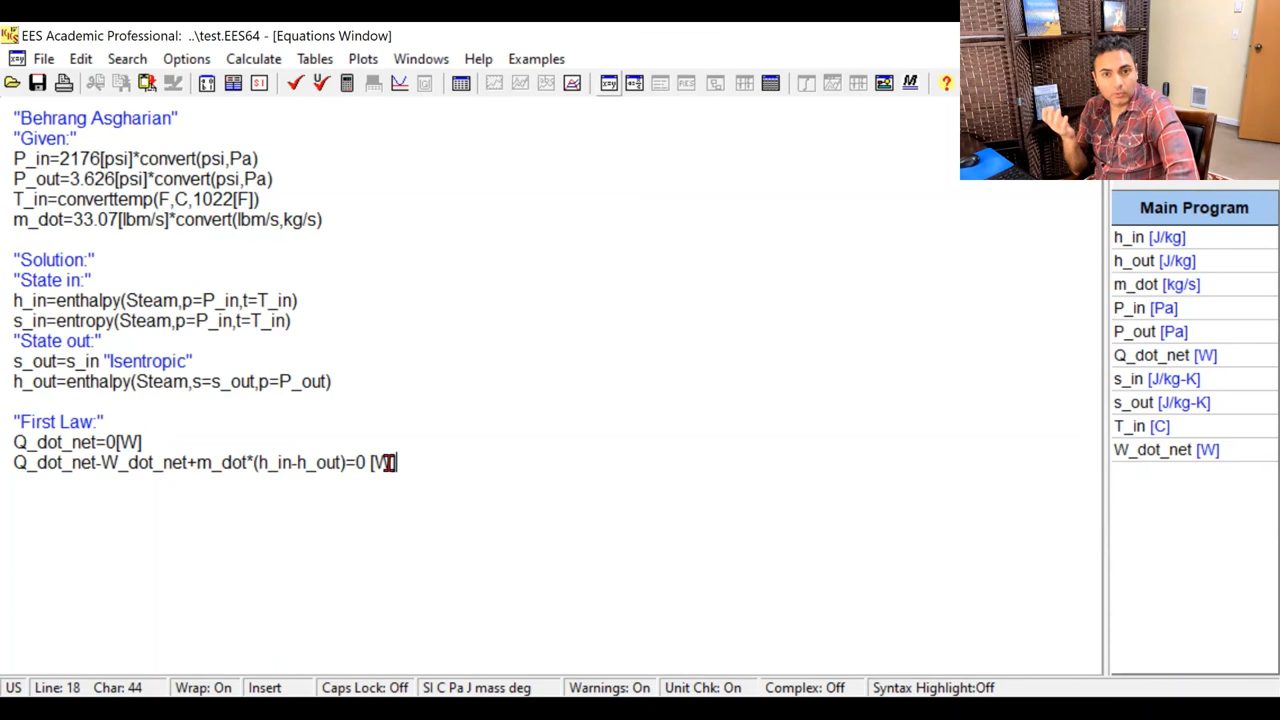 EES Academic Professional: ..\test.EES64 - [Equations Window]
File Edit Search Options Calculate Tables Plots Windows Help Examples
"Behrang Asgharian"
"Given:"
P_in=2176[psi]*convert(psi,Pa)
P_out=3.626[psi]*convert(psi,Pa)
T_in=converttemp(F,C,1022[F])
m_dot=33.07[lbm/s]*convert(lbm/s,kg/s)
"Solution:"
"State in:"
h_in=enthalpy(Steam,p=P_in,t=T_in)
s_in=entropy(Steam,p=P_in,t=T_in)
"State out:"
s_out=s_in "Isentropic"
h_out=enthalpy(Steam,s=s_out,p=P_out)
"First Law:"
Q_dot_net=0[W]
Q_dot_net-W_dot_net+m_dot*(h_in-h_out)=0 [W]
Main Program
h_in [J/kg]
h_out [J/kg]
m_dot [kg/s]
P_in [Pa]
P_out [Pa]
Q_dot_net [W]
s_in [J/kg-K]
s_out [J/kg-K]
T_in [C]
W_dot_net [W]
US Line: 18 Char: 44 Wrap: On Insert Caps Lock: Off SI C Pa J mass deg Warnings: On Unit Chk: On Complex: Off Syntax Highlight:Off